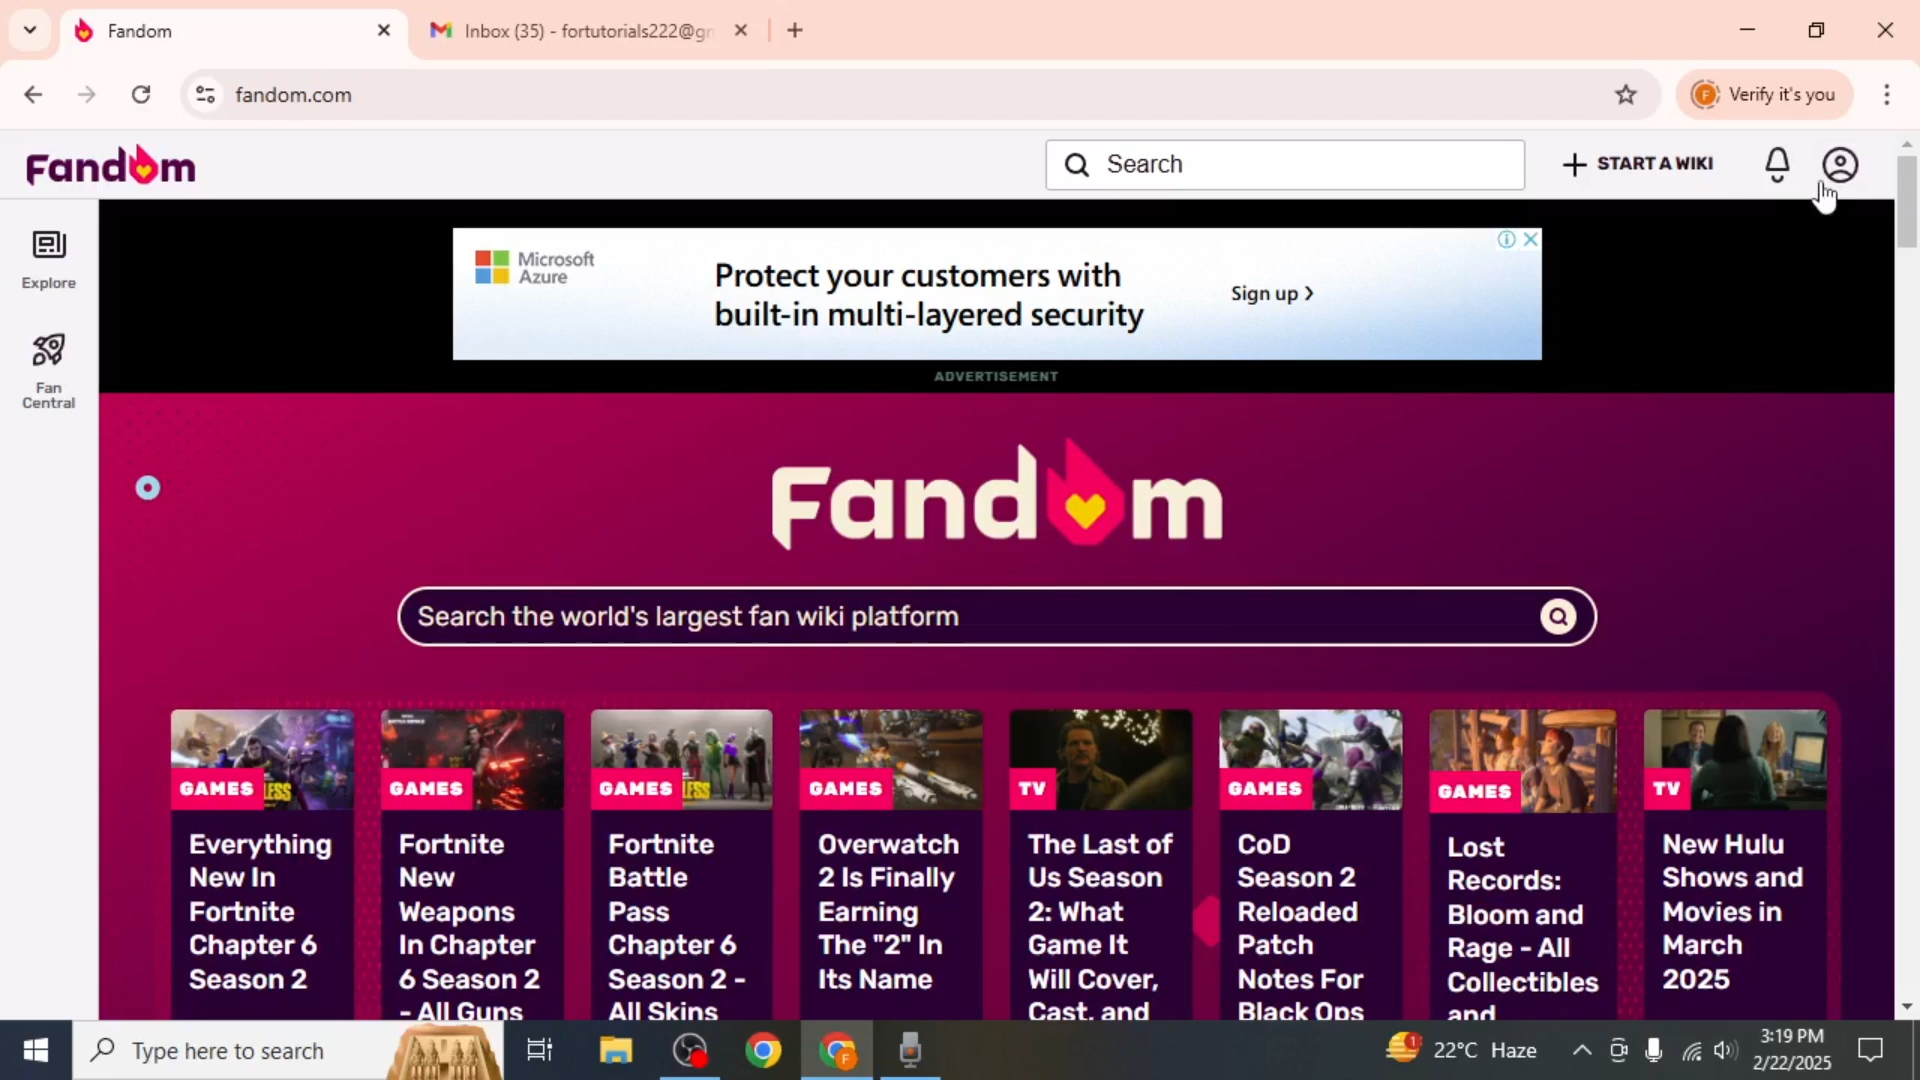 Fandom
Inbox (35) - fortutorials222@gr
fandom.com
Verify it's you
Fandom
Search
START A WIKI
Explore
Fan
Central
Microsoft
Azure
Protect your customers with
built-in multi-layered security
Sign up
ADVERTISEMENT
Fandom
Search the world's largest fan wiki platform
GAMES
Everything
New In
Fortnite
Chapter 6
Season 2
GAMES
Fortnite
New
Weapons
In Chapter
6 Season 2
- All Guns
GAMES
Fortnite
Battle
Pass
Chapter 6
Season 2 -
All Skins
GAMES
Overwatch
2 Is Finally
Earning
The "2" In
Its Name
TV
The Last of
Us Season
2: What
Game It
Will Cover,
Cast, and
GAMES
CoD
Season 2
Reloaded
Patch
Notes For
Black Ops
GAMES
Lost
Records:
Bloom and
Rage - All
Collectibles
and
TV
New Hulu
Shows and
Movies in
March
2025
Type here to search
22°C Haze
3:19 PM
2/22/2025